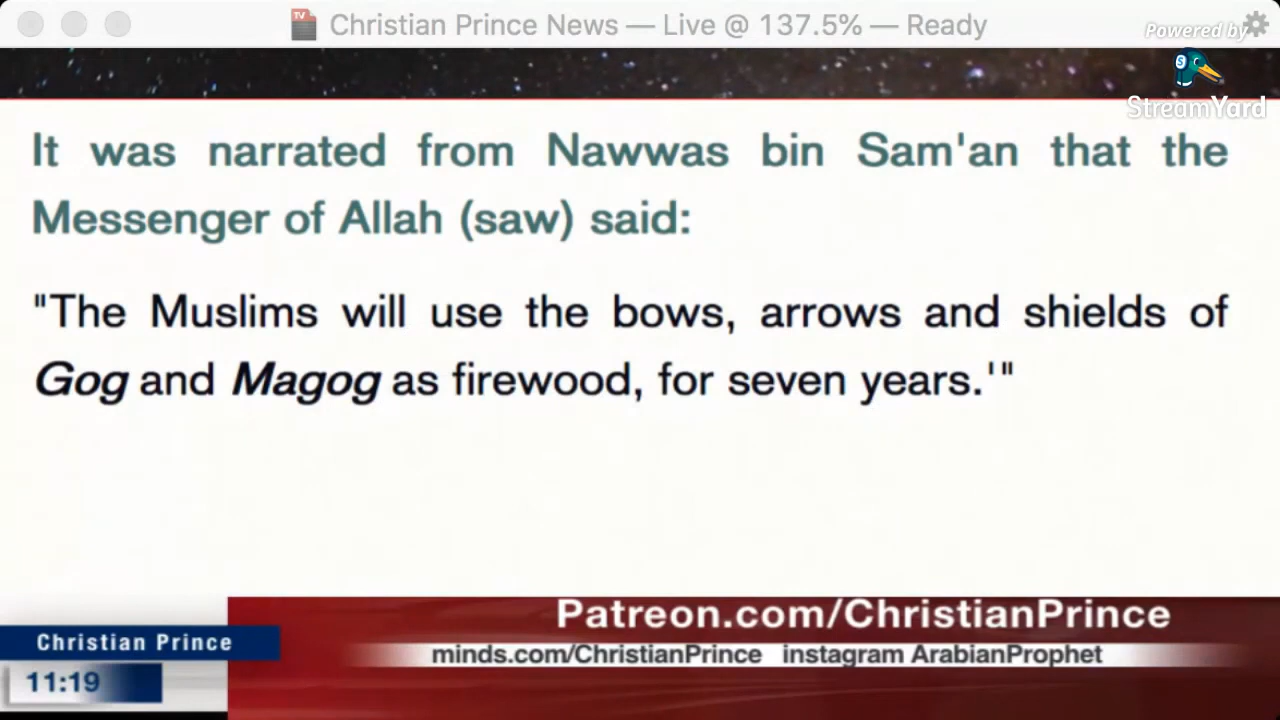 Christian Prince News — Live @ 137.5% — Ready
Powered by
StreamYard
It was narrated from Nawwas bin Sam'an that the
Messenger of Allah (saw) said:
"The Muslims will use the bows, arrows and shields of
Gog and Magog as firewood, for seven years.'"
Patreon.com/ChristianPrince
Christian Prince
minds.com/ChristianPrince instagram ArabianProphet
11:19